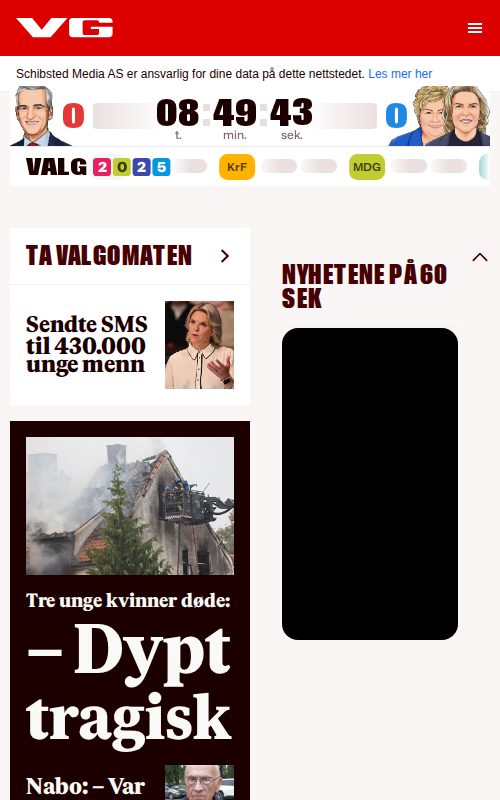 VG
Schibsted Media AS er ansvarlig for dine data på dette nettstedet. Les mer her
0 08:49:43 0
t. min. sek.
VALG 2025 KrF MDG
TA VALGOMATEN
Sendte SMS
til 430.000
unge menn
NYHETENE PÅ 60
SEK
Tre unge kvinner døde:
– Dypt
tragisk
Nabo: – Var